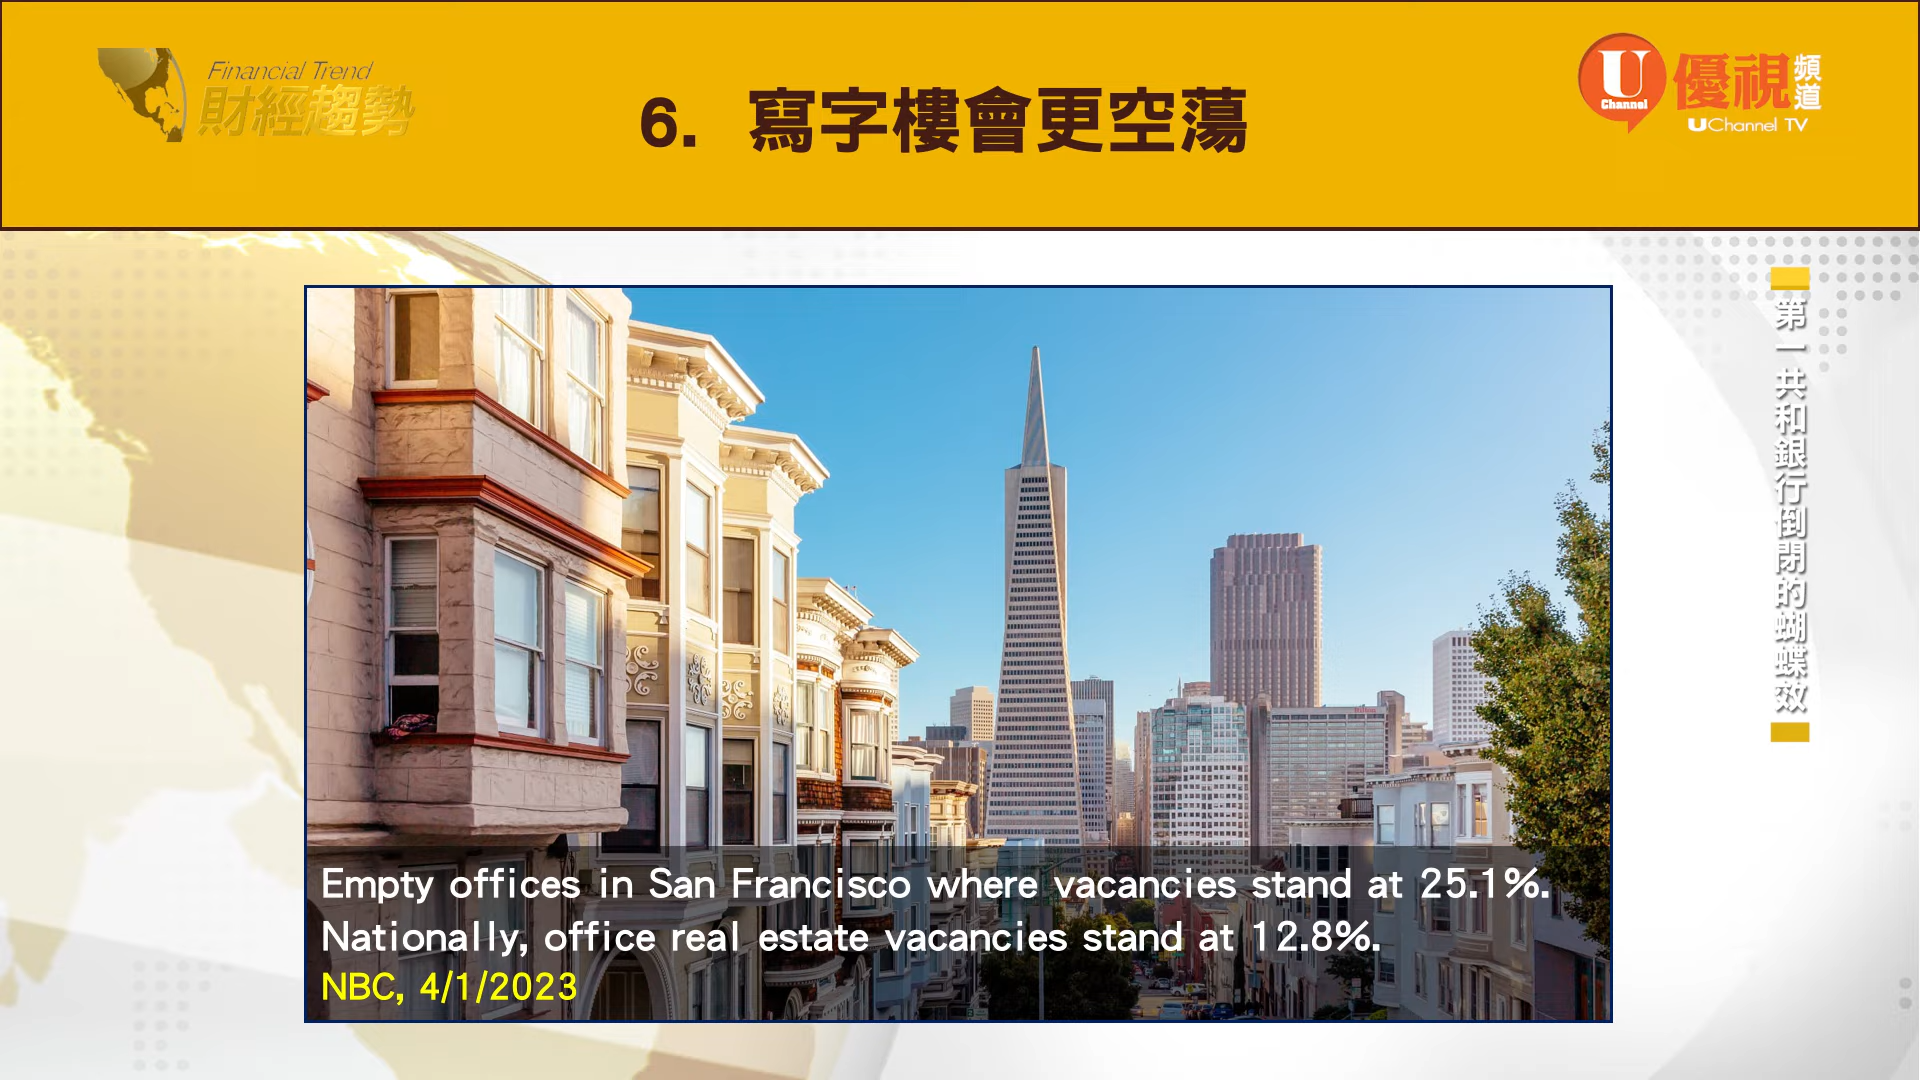 Financial Trend
財經趨勢
6. 寫字樓會更空蕩
U
Channel
優視
頻道
UChannel TV
第一共和銀行倒閉的蝴蝶效
Empty offices in San Francisco where vacancies stand at 25.1%.
Nationally, office real estate vacancies stand at 12.8%.
NBC, 4/1/2023